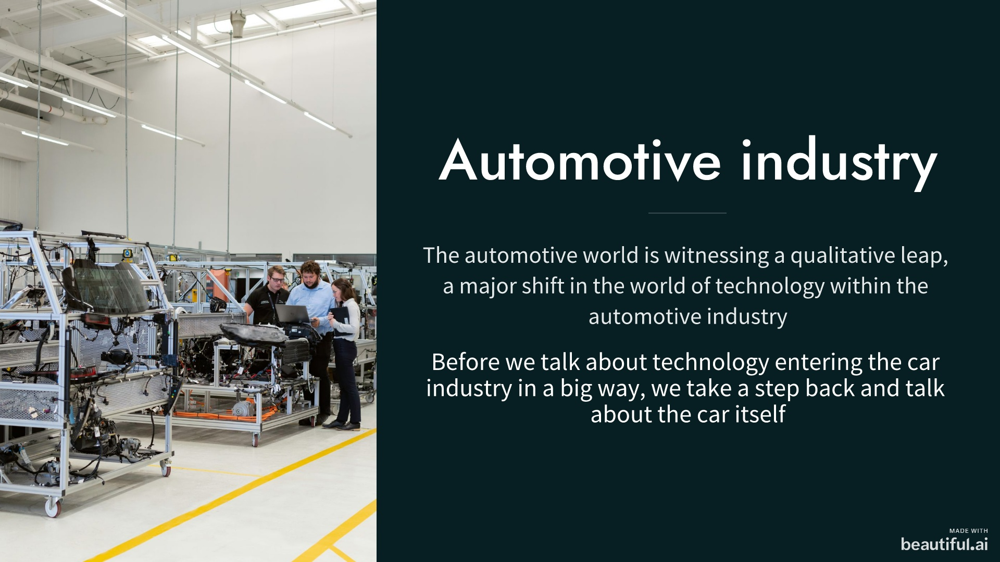 Automotive industry
The automotive world is witnessing a qualitative leap,
a major shift in the world of technology within the
automotive industry
Before we talk about technology entering the car
industry in a big way, we take a step back and talk
about the car itself
MADE WITH
beautiful.ai